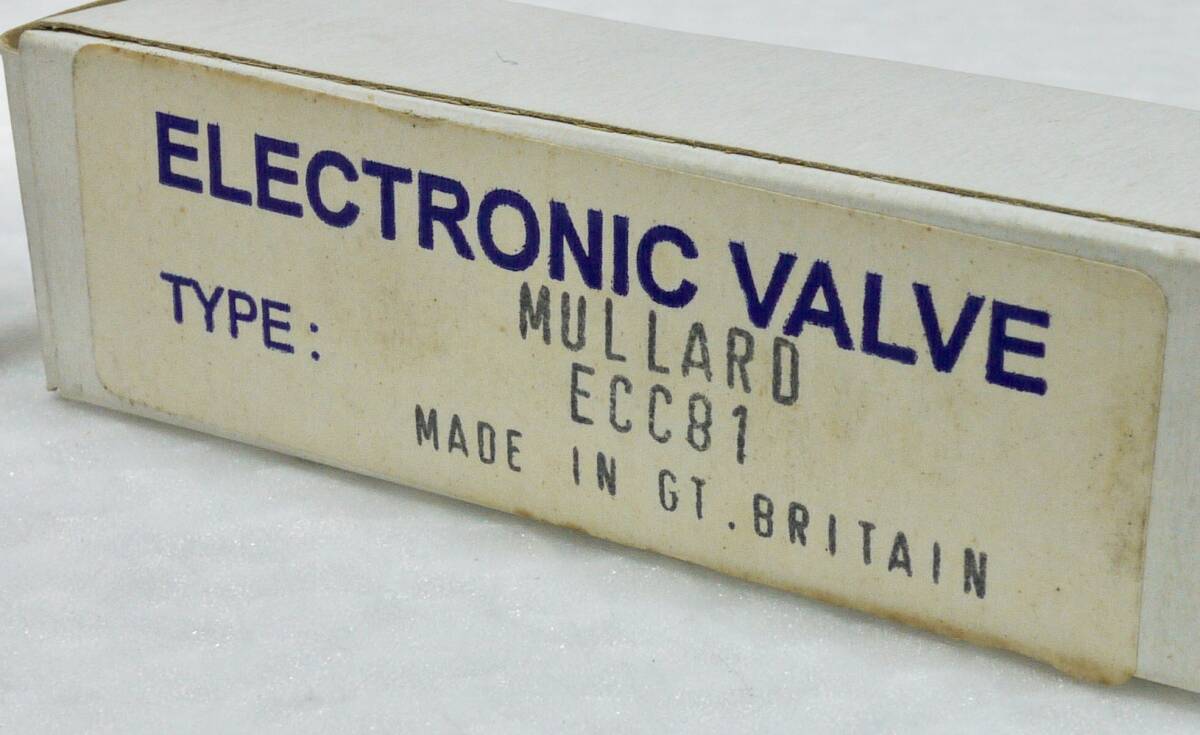 ELECTRONIC VALVE
TYPE: MULLARD
ECC81
MADE IN GT.BRITAIN